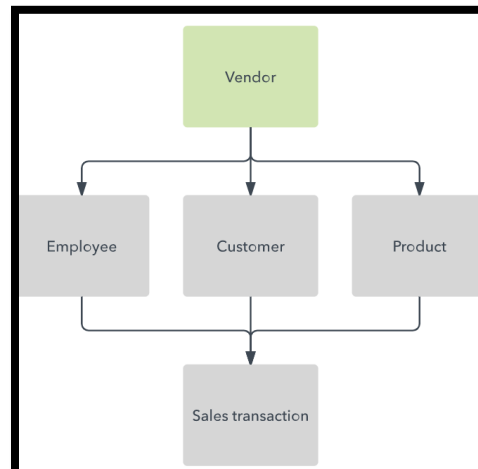 Vendor
Employee
Customer
Product
Sales transaction